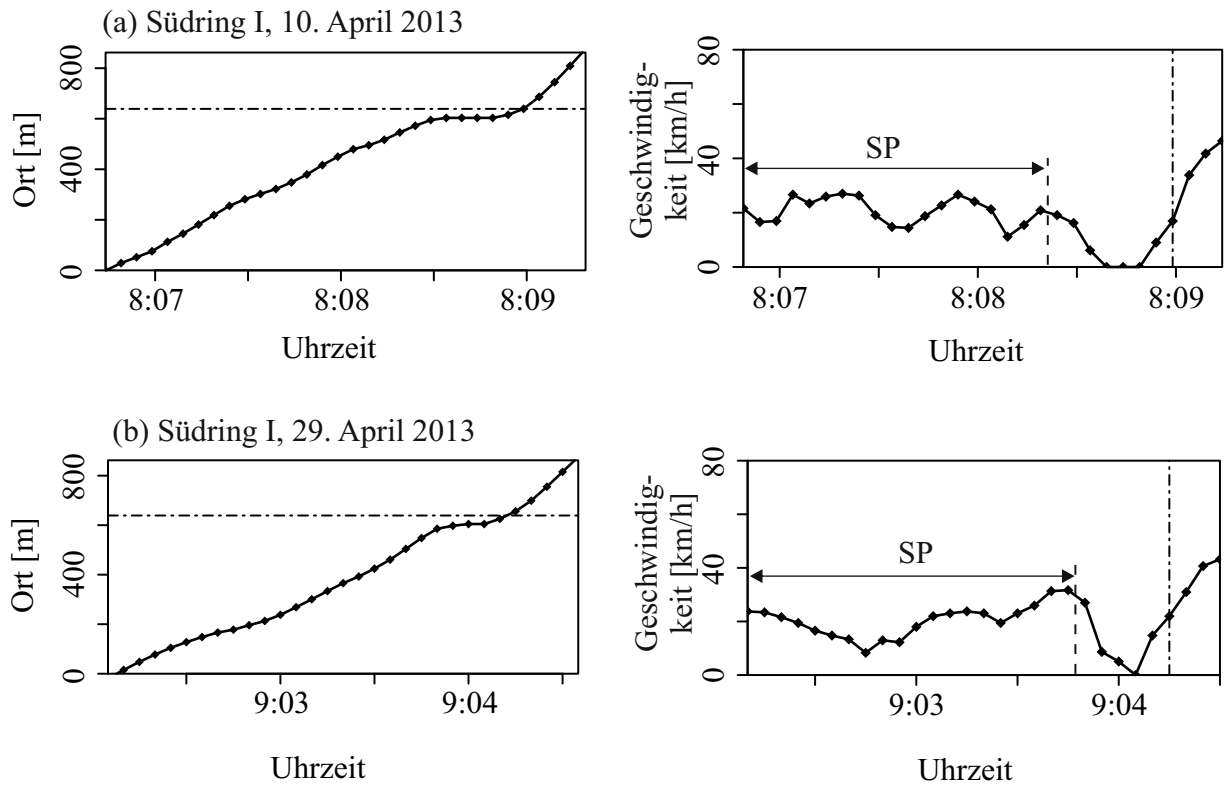 (a) Südring I, 10. April 2013
Ort [m]
800
400
0
8:07 8:08 8:09
Uhrzeit
Geschwindig-
keit [km/h]
80
40
0
SP
8:07 8:08 8:09
Uhrzeit
(b) Südring I, 29. April 2013
Ort [m]
800
400
0
9:03 9:04
Uhrzeit
Geschwindig-
keit [km/h]
80
40
0
SP
9:03 9:04
Uhrzeit